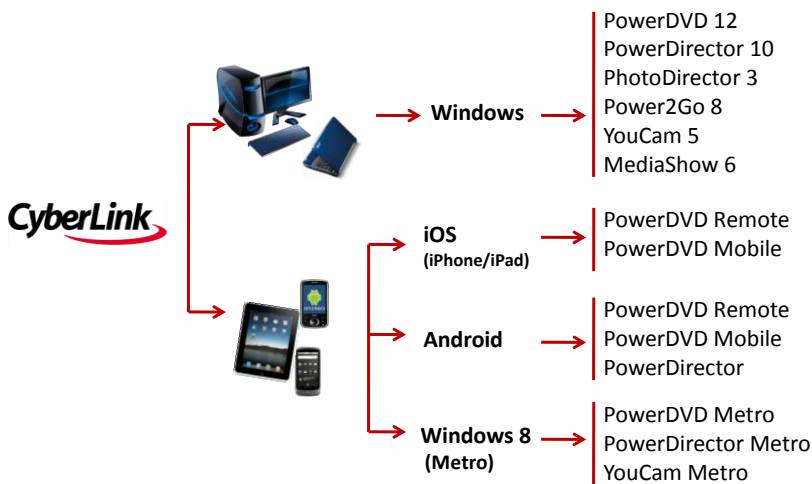 PowerDVD 12
PowerDirector 10
PhotoDirector 3
Windows
Power2Go 8
YouCam 5
MediaShow 6
CyberLink
iOS
(iPhone/iPad)
PowerDVD Remote
PowerDVD Mobile
Android
PowerDVD Remote
PowerDVD Mobile
PowerDirector
Windows 8
(Metro)
PowerDVD Metro
PowerDirector Metro
YouCam Metro